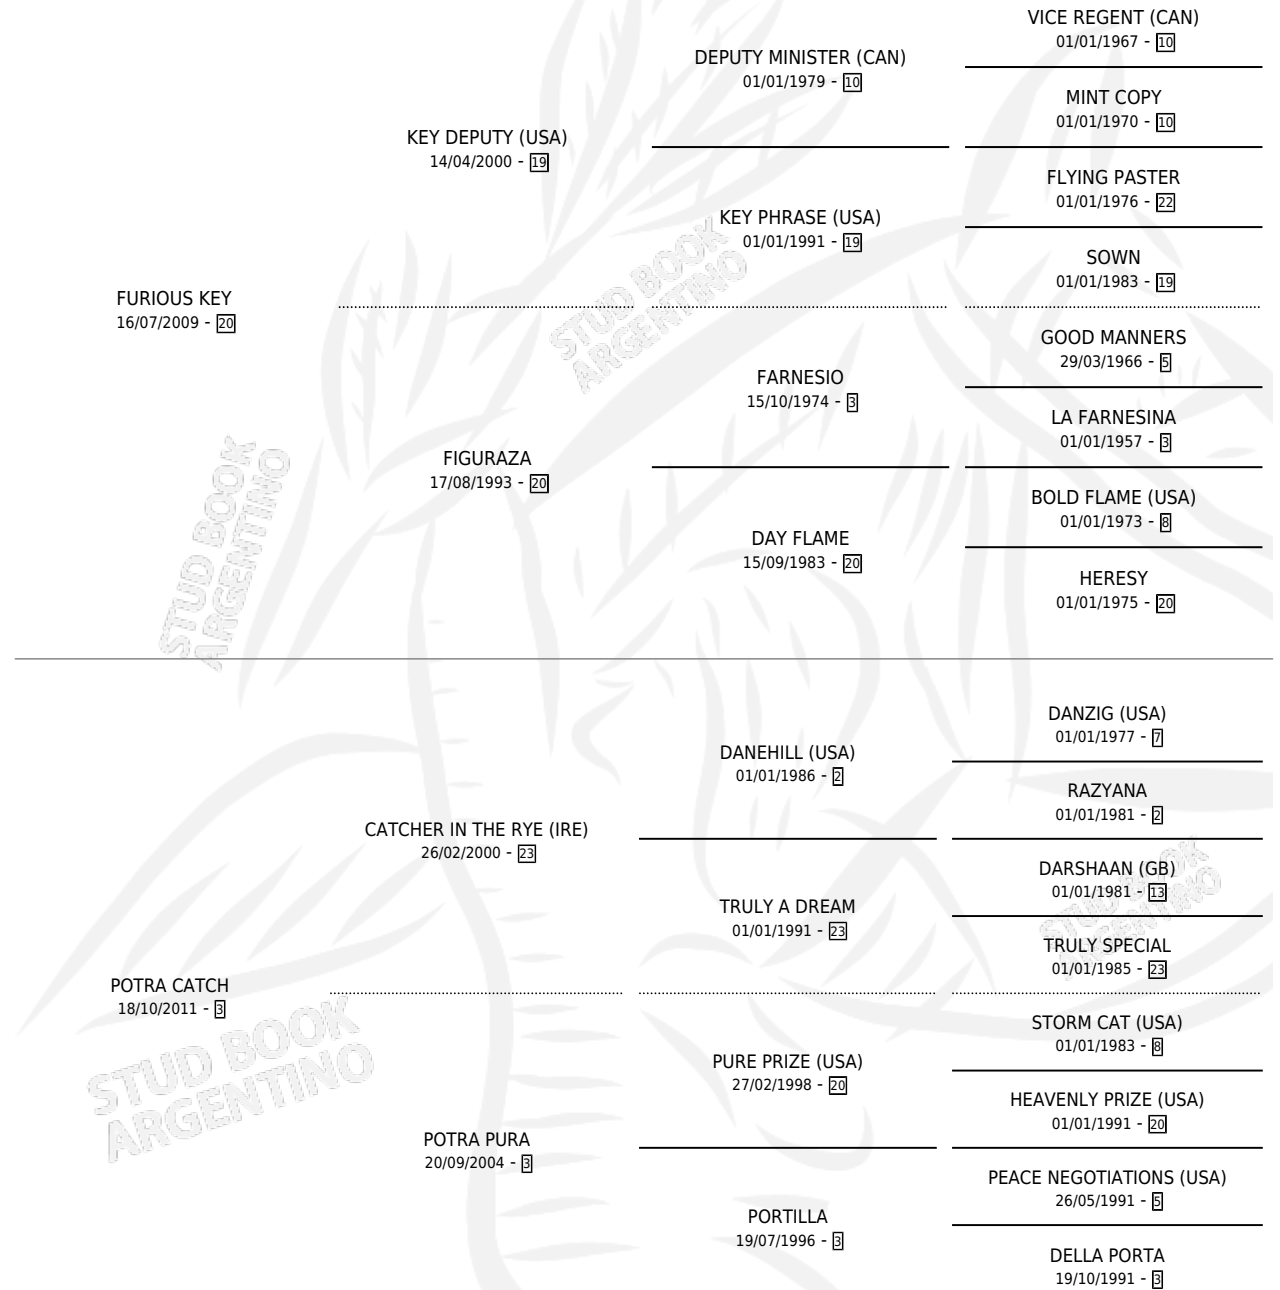 VICE REGENT (CAN)
01/01/1967 - 10
DEPUTY MINISTER (CAN)
01/01/1979 - 10
MINT COPY
01/01/1970 - 10
KEY DEPUTY (USA)
14/04/2000 - 19
FLYING PASTER
01/01/1976 - 22
KEY PHRASE (USA)
01/01/1991 - 19
SOWN
01/01/1983 - 19
FURIOUS KEY
16/07/2009 - 20
STUD BOOK
ARGENTINO
GOOD MANNERS
29/03/1966 - 5
FARNESIO
15/10/1974 - 3
LA FARNESINA
01/01/1957 - 3
FIGURAZA
17/08/1993 - 20
BOLD FLAME (USA)
01/01/1973 - 8
DAY FLAME
15/09/1983 - 20
HERESY
01/01/1975 - 20
STUD BOOK
ARGENTINO
DANZIG (USA)
01/01/1977 - 7
DANEHILL (USA)
01/01/1986 - 2
RAZYANA
01/01/1981 - 2
CATCHER IN THE RYE (IRE)
26/02/2000 - 23
DARSHAAN (GB)
01/01/1981 - 13
TRULY A DREAM
01/01/1991 - 23
STUD BOOK
ARGENTINO
TRULY SPECIAL
01/01/1985 - 23
POTRA CATCH
18/10/2011 - 3
STUD BOOK
ARGENTINO
STORM CAT (USA)
01/01/1983 - 8
PURE PRIZE (USA)
27/02/1998 - 20
HEAVENLY PRIZE (USA)
01/01/1991 - 20
POTRA PURA
20/09/2004 - 3
PEACE NEGOTIATIONS (USA)
26/05/1991 - 5
PORTILLA
19/07/1996 - 3
DELLA PORTA
19/10/1991 - 3